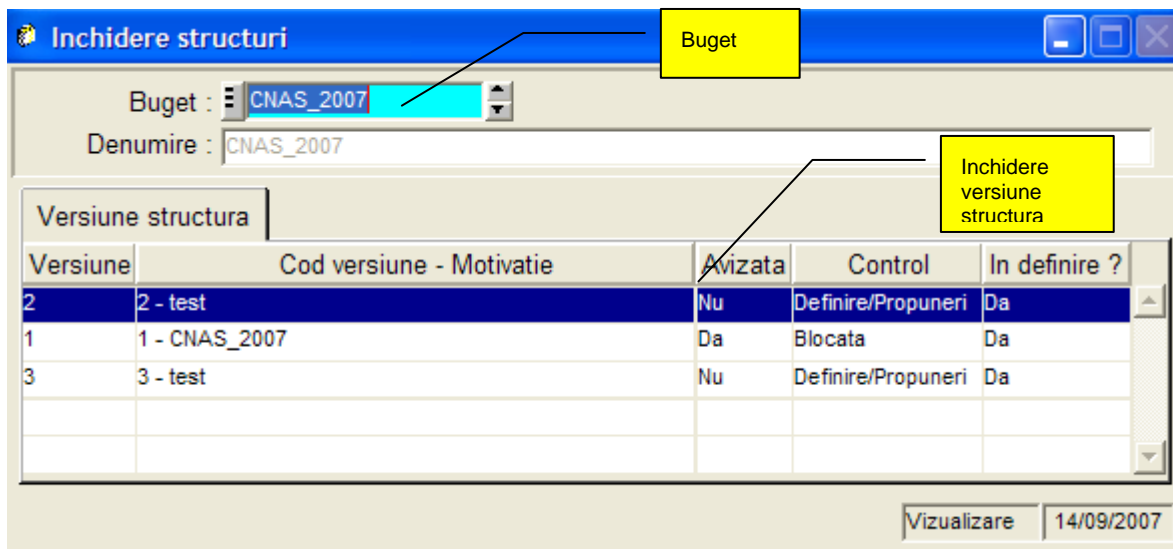 Inchidere structuri
Buget
Buget : CNAS_2007
Denumire : CNAS_2007
Inchidere
versiune
structura
Versiune structura
Versiune Cod versiune - Motivatie Avizata Control In definire ?
2 2 - test Nu Definire/Propuneri Da
1 1 - CNAS_2007 Da Blocata Da
3 3 - test Nu Definire/Propuneri Da
Vizualizare 14/09/2007